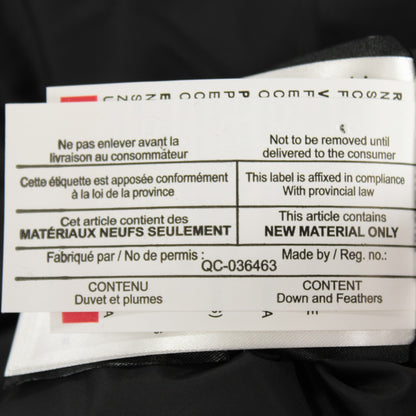 Ne pas enlever avant la
livraison au consommateur
Not to be removed until
delivered to the consumer
Cette étiquette est apposée conformément
à la loi de la province
This label is affixed in compliance
With provincial law
Cet article contient des
MATÉRIAUX NEUFS SEULEMENT
This article contains
NEW MATERIAL ONLY
Fabriqué par / No de permis :
Made by / Reg. no.:
QC-036463
CONTENU
Duvet et plumes
CONTENT
Down and Feathers